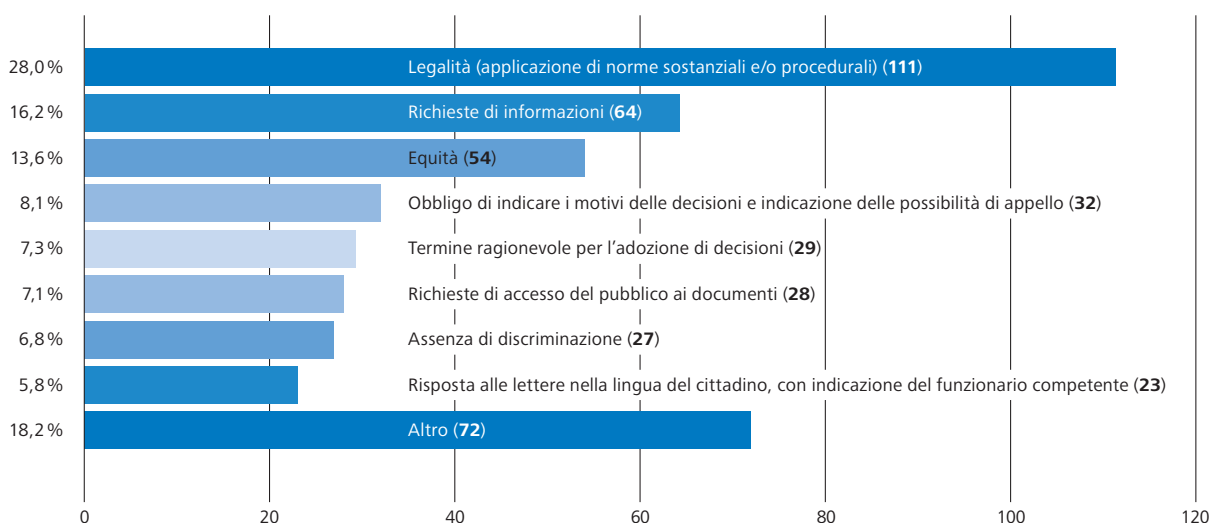 28,0 % Legalità (applicazione di norme sostanziali e/o procedurali) (111)
16,2 % Richieste di informazioni (64)
13,6 % Equità (54)
8,1 % Obbligo di indicare i motivi delle decisioni e indicazione delle possibilità di appello (32)
7,3 % Termine ragionevole per l’adozione di decisioni (29)
7,1 % Richieste di accesso del pubblico ai documenti (28)
6,8 % Assenza di discriminazione (27)
5,8 % Risposta alle lettere nella lingua del cittadino, con indicazione del funzionario competente (23)
18,2 % Altro (72)
0 20 40 60 80 100 120